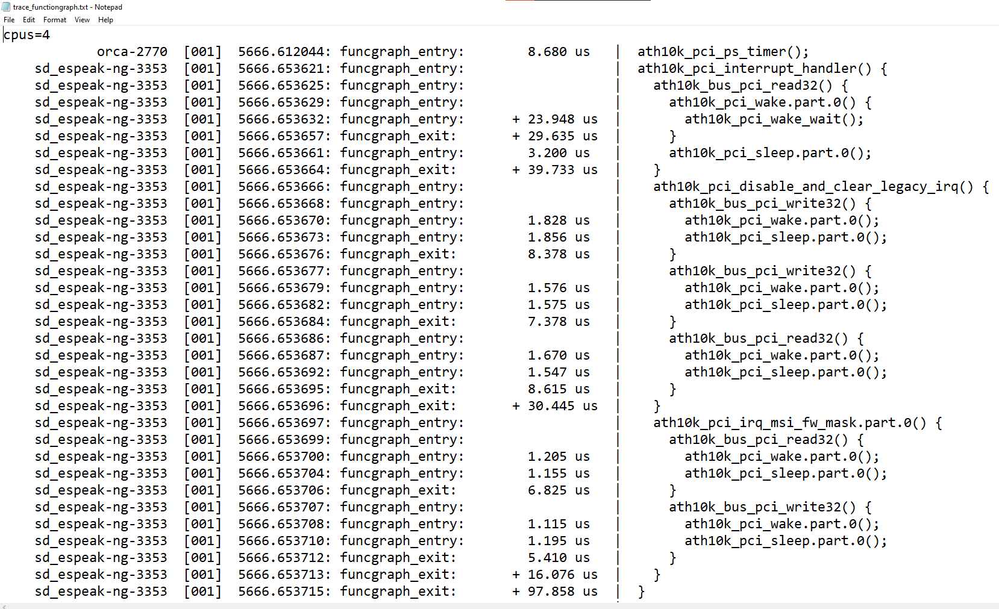 trace_functiongraph.txt - Notepad
File Edit Format View Help
cpus=4
orca-2770 [001] 5666.612044: funcgraph_entry: 8.680 us | ath10k_pci_ps_timer();
sd_espeak-ng-3353 [001] 5666.653621: funcgraph_entry: | ath10k_pci_interrupt_handler() {
sd_espeak-ng-3353 [001] 5666.653625: funcgraph_entry: | ath10k_bus_pci_read32() {
sd_espeak-ng-3353 [001] 5666.653629: funcgraph_entry: | ath10k_pci_wake.part.0() {
sd_espeak-ng-3353 [001] 5666.653632: funcgraph_entry: + 23.948 us | ath10k_pci_wake_wait();
sd_espeak-ng-3353 [001] 5666.653657: funcgraph_exit: + 29.635 us | }
sd_espeak-ng-3353 [001] 5666.653661: funcgraph_entry: 3.200 us | ath10k_pci_sleep.part.0();
sd_espeak-ng-3353 [001] 5666.653664: funcgraph_exit: + 39.733 us | }
sd_espeak-ng-3353 [001] 5666.653666: funcgraph_entry: | ath10k_pci_disable_and_clear_legacy_irq() {
sd_espeak-ng-3353 [001] 5666.653668: funcgraph_entry: | ath10k_bus_pci_write32() {
sd_espeak-ng-3353 [001] 5666.653670: funcgraph_entry: 1.828 us | ath10k_pci_wake.part.0();
sd_espeak-ng-3353 [001] 5666.653673: funcgraph_entry: 1.856 us | ath10k_pci_sleep.part.0();
sd_espeak-ng-3353 [001] 5666.653676: funcgraph_exit: 8.378 us | }
sd_espeak-ng-3353 [001] 5666.653677: funcgraph_entry: | ath10k_bus_pci_write32() {
sd_espeak-ng-3353 [001] 5666.653679: funcgraph_entry: 1.576 us | ath10k_pci_wake.part.0();
sd_espeak-ng-3353 [001] 5666.653682: funcgraph_entry: 1.575 us | ath10k_pci_sleep.part.0();
sd_espeak-ng-3353 [001] 5666.653684: funcgraph_exit: 7.378 us | }
sd_espeak-ng-3353 [001] 5666.653686: funcgraph_entry: | ath10k_bus_pci_read32() {
sd_espeak-ng-3353 [001] 5666.653687: funcgraph_entry: 1.670 us | ath10k_pci_wake.part.0();
sd_espeak-ng-3353 [001] 5666.653692: funcgraph_entry: 1.547 us | ath10k_pci_sleep.part.0();
sd_espeak-ng-3353 [001] 5666.653695: funcgraph_exit: 8.615 us | }
sd_espeak-ng-3353 [001] 5666.653696: funcgraph_exit: + 30.445 us | }
sd_espeak-ng-3353 [001] 5666.653697: funcgraph_entry: | ath10k_pci_irq_msi_fw_mask.part.0() {
sd_espeak-ng-3353 [001] 5666.653699: funcgraph_entry: | ath10k_bus_pci_read32() {
sd_espeak-ng-3353 [001] 5666.653700: funcgraph_entry: 1.205 us | ath10k_pci_wake.part.0();
sd_espeak-ng-3353 [001] 5666.653704: funcgraph_entry: 1.155 us | ath10k_pci_sleep.part.0();
sd_espeak-ng-3353 [001] 5666.653706: funcgraph_exit: 6.825 us | }
sd_espeak-ng-3353 [001] 5666.653707: funcgraph_entry: | ath10k_bus_pci_write32() {
sd_espeak-ng-3353 [001] 5666.653708: funcgraph_entry: 1.115 us | ath10k_pci_wake.part.0();
sd_espeak-ng-3353 [001] 5666.653710: funcgraph_entry: 1.195 us | ath10k_pci_sleep.part.0();
sd_espeak-ng-3353 [001] 5666.653712: funcgraph_exit: 5.410 us | }
sd_espeak-ng-3353 [001] 5666.653713: funcgraph_exit: + 16.076 us | }
sd_espeak-ng-3353 [001] 5666.653715: funcgraph_exit: + 97.858 us | }